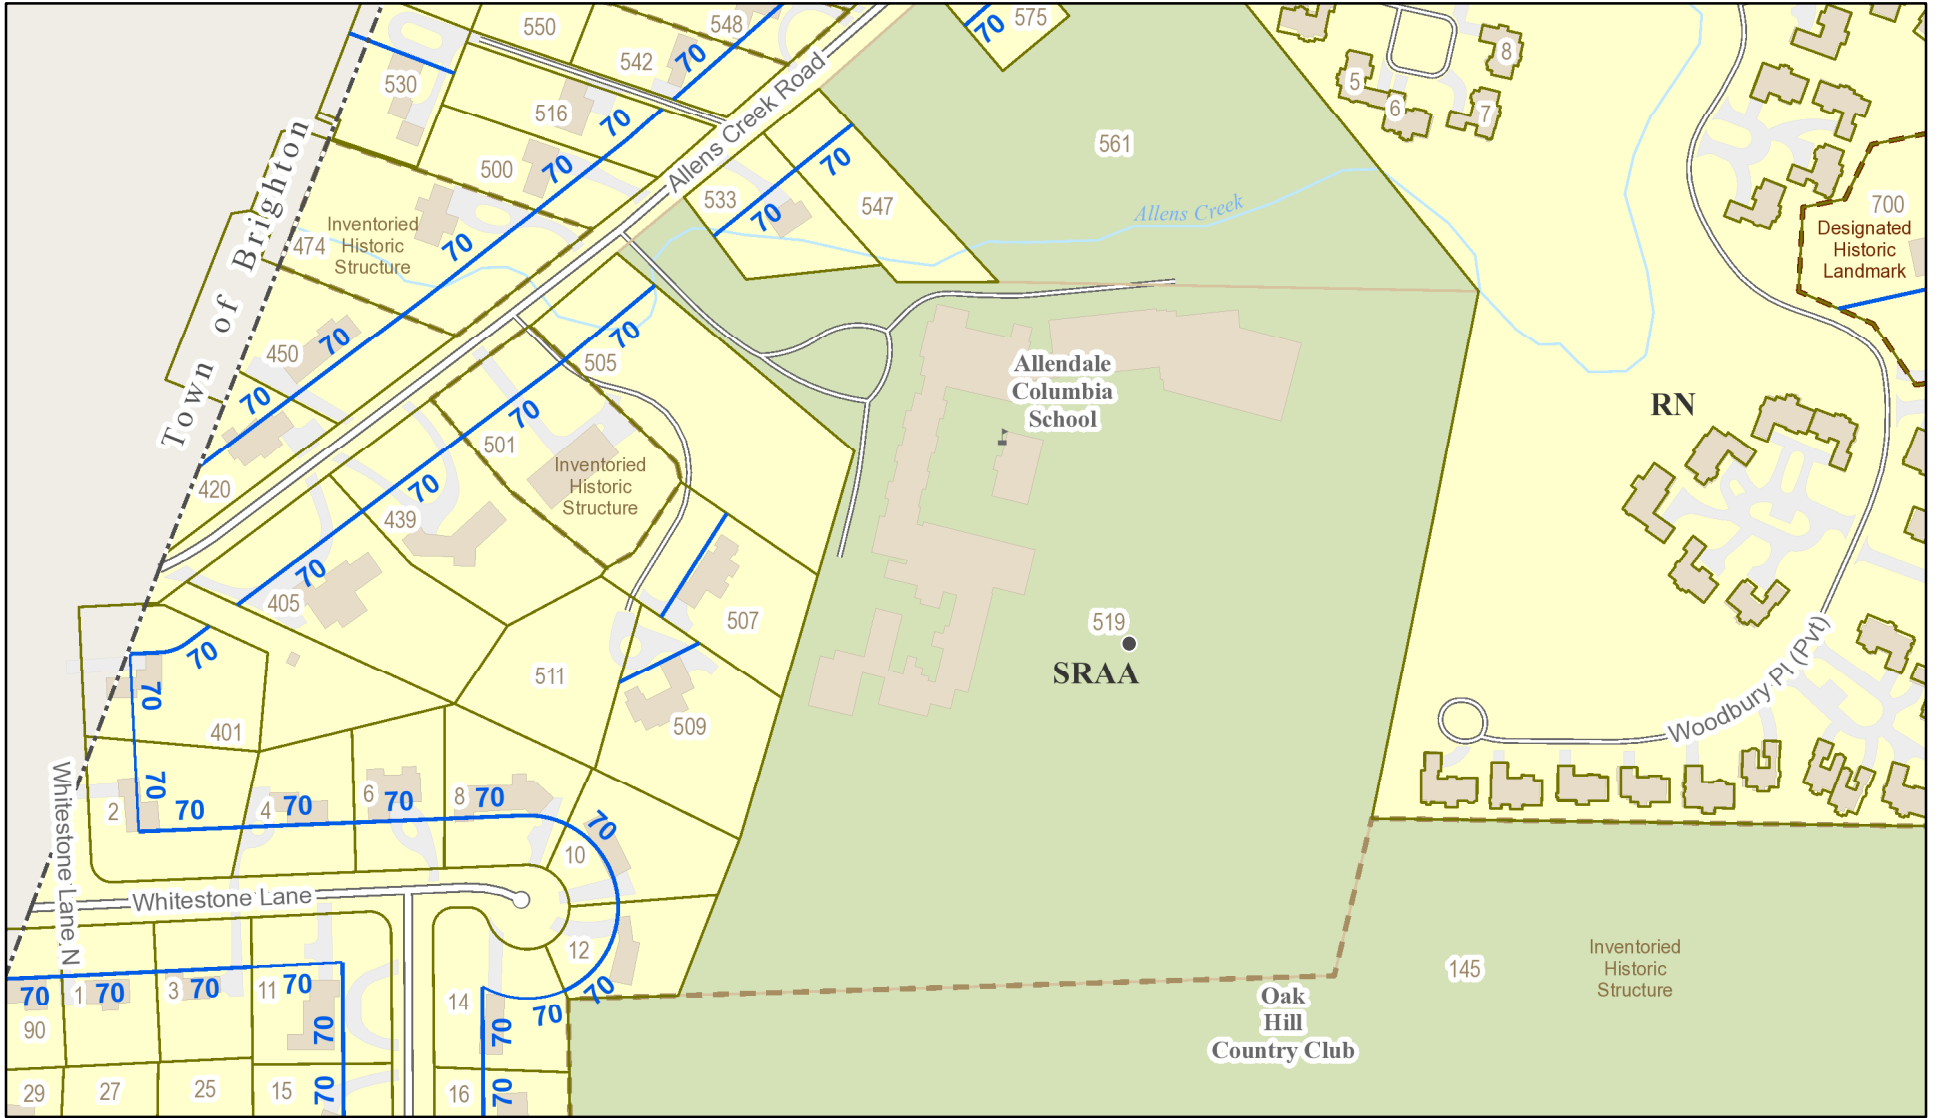 550
548
575
70
542
70
8
530
5
516
70
6
7
Allens Creek Road
561
70
500
70
533
547
700
Designated
Historic
Landmark
Allens Creek
70
Town of Brighton
Inventoried
Historic
Structure
474
70
70
450
70
505
Allendale
Columbia
School
70
70
RN
501
Inventoried
Historic
Structure
420
70
439
70
405
507
519
SRAA
Woodbury Pl (Pvt)
70
511
70
401
509
Whitestone Lane N
70
2
70
4
70
6
70
8
70
70
10
Whitestone Lane
12
Inventoried
Historic
Structure
145
70
1
70
3
70
11
70
70
70
14
Oak
Hill
Country Club
90
70
70
29
27
25
15
70
16
70